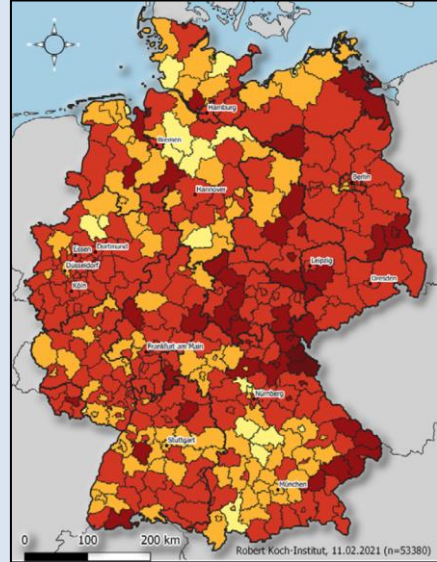 Hamburg
Bremen
Berlin
Hannover
Essen
Dortmund
Düsseldorf
Leipzig
Köln
Dresden
Frankfurt am Main
Nürnberg
Stuttgart
München
0 100 200 km
Robert Koch-Institut, 11.02.2021 (n=53380)